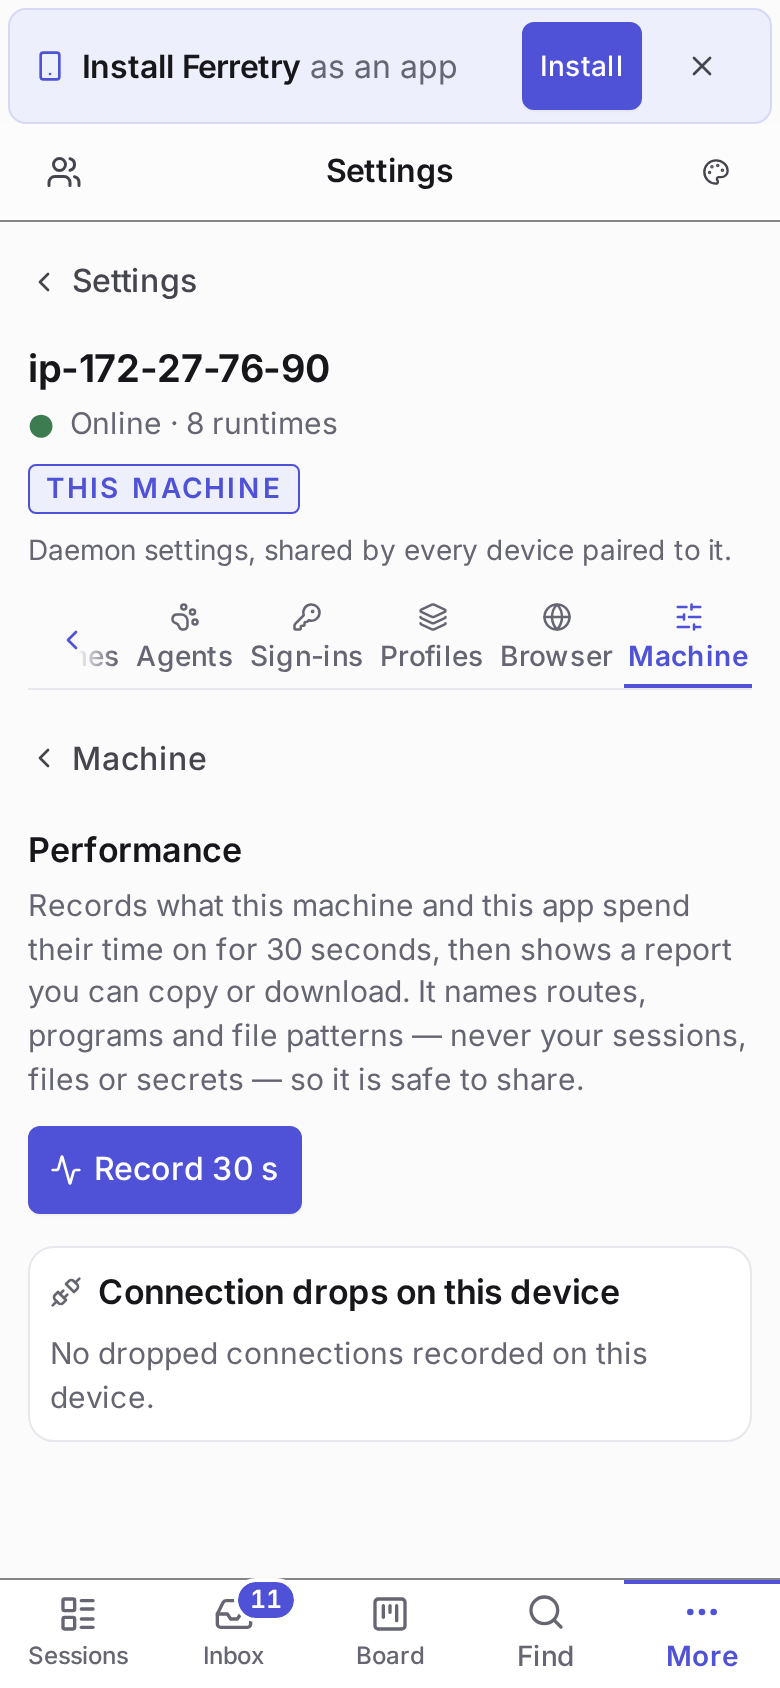 Install Ferretry as an app
Install
Settings
Settings
ip-172-27-76-90
Online · 8 runtimes
THIS MACHINE
Daemon settings, shared by every device paired to it.
Agents
Sign-ins
Profiles
Browser
Machine
Machine
Performance
Records what this machine and this app spend
their time on for 30 seconds, then shows a report
you can copy or download. It names routes,
programs and file patterns — never your sessions,
files or secrets — so it is safe to share.
Record 30 s
Connection drops on this device
No dropped connections recorded on this
device.
11
Sessions
Inbox
Board
Find
More